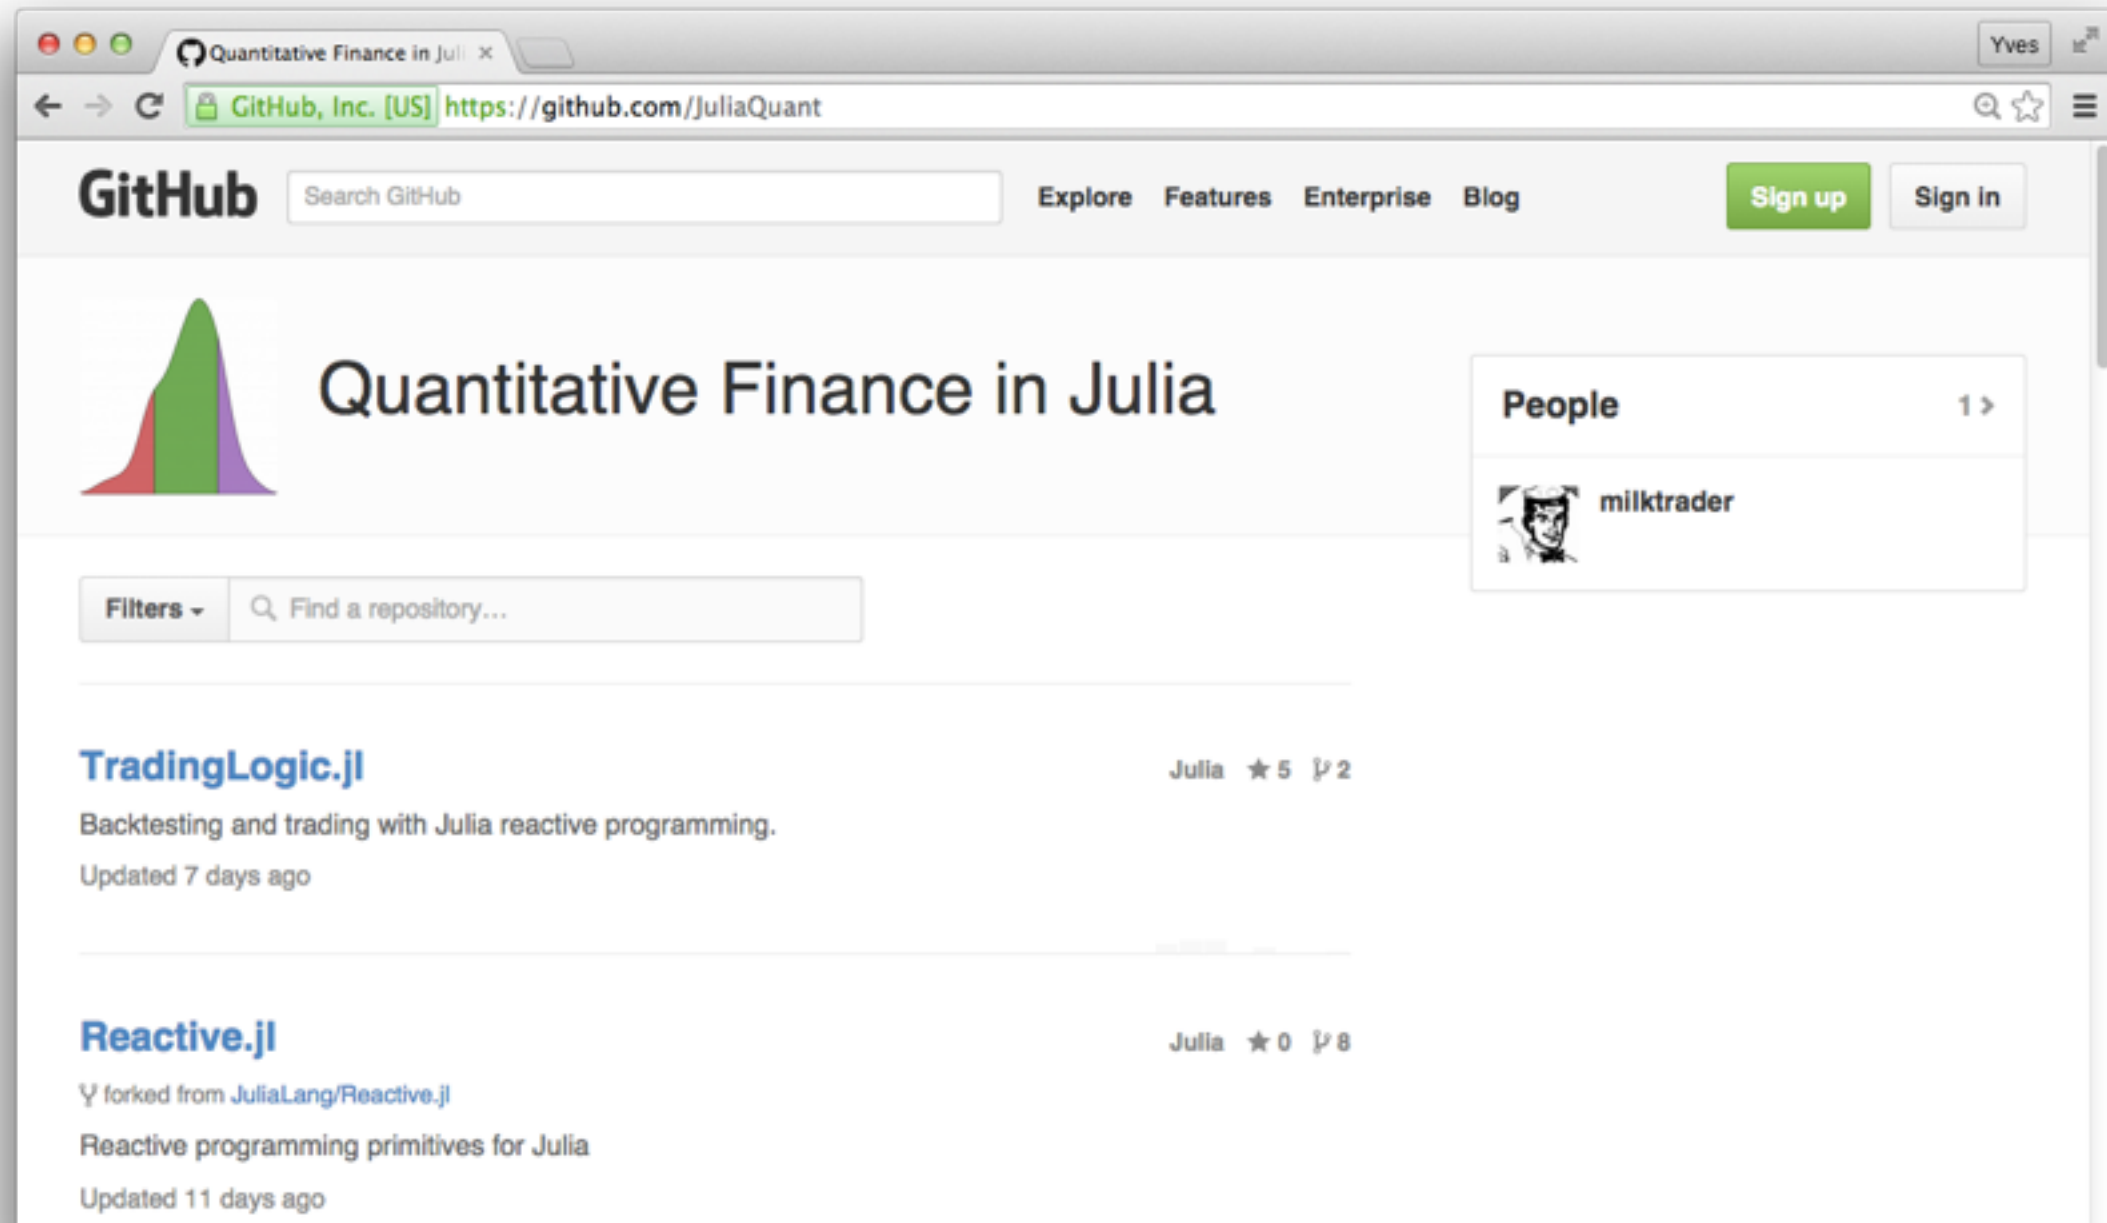 Quantitative Finance in Juli
Yves
GitHub, Inc. [US] https://github.com/JuliaQuant
GitHub Search GitHub Explore Features Enterprise Blog Sign up Sign in
Quantitative Finance in Julia
People 1
milktrader
Filters Find a repository...
TradingLogic.jl Julia 5 2
Backtesting and trading with Julia reactive programming.
Updated 7 days ago
Reactive.jl Julia 0 8
forked from JuliaLang/Reactive.jl
Reactive programming primitives for Julia
Updated 11 days ago